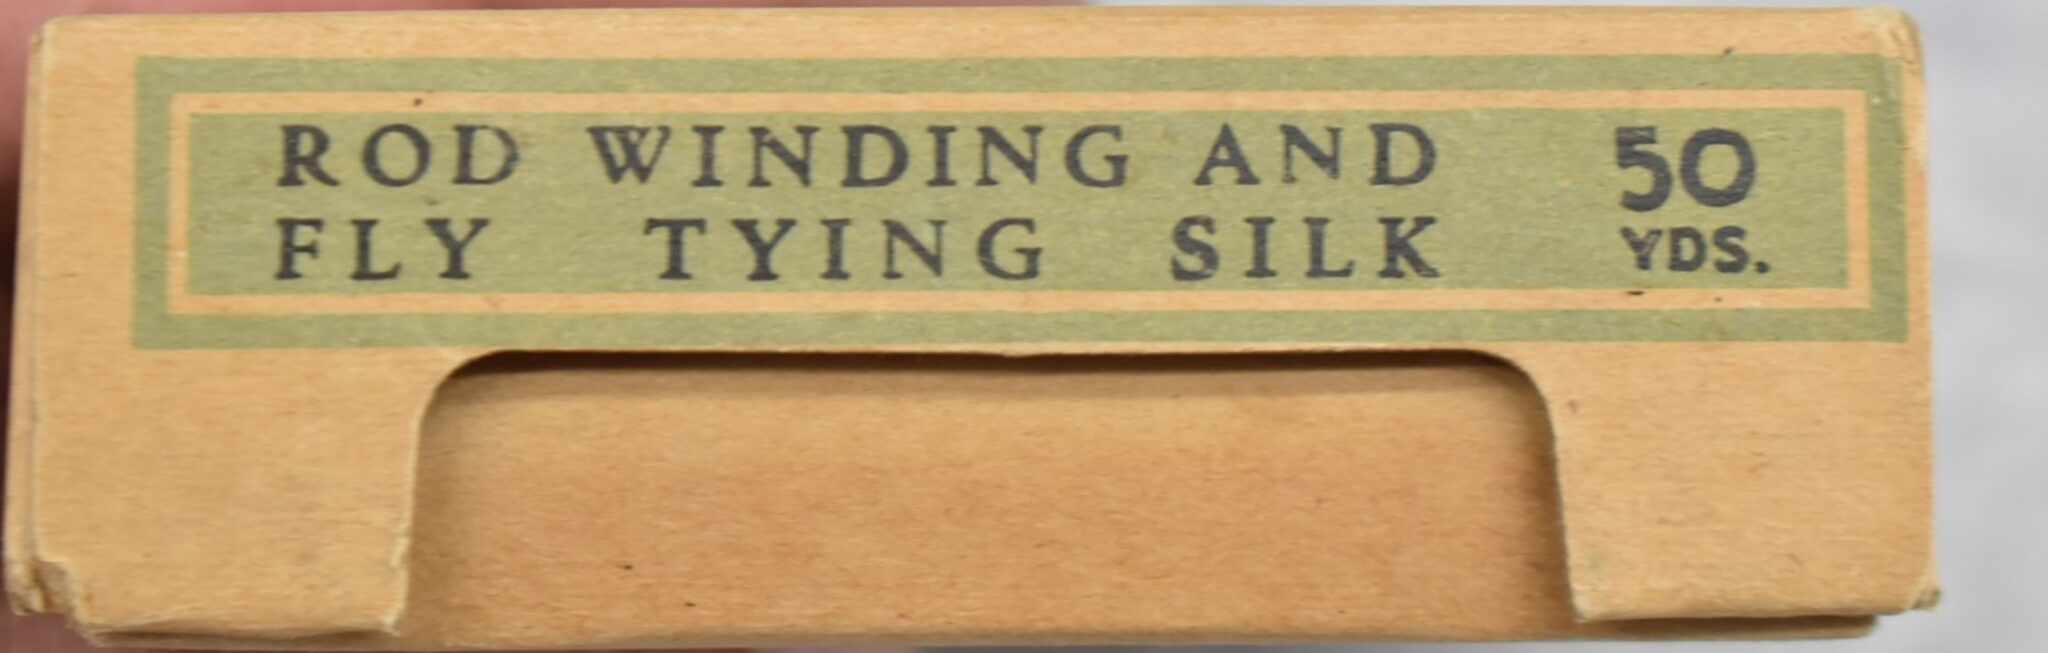 ROD WINDING AND
FLY TYING SILK
50
YDS.